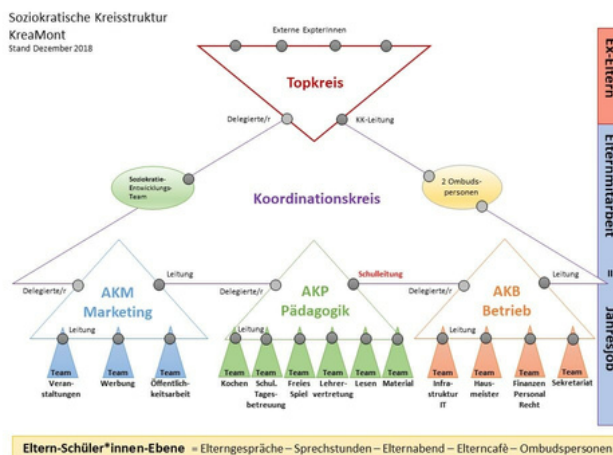 Soziokratische Kreisstruktur
KreaMont
Stand Dezember 2018
Externe ExpterInnen
Topkreis
Delegierte/r
KK-Leitung
Soziokratie-
Entwicklungs-
Team
Koordinationskreis
2 Ombuds-
personen
Delegierte/r
AKM
Marketing
Leitung
Leitung
Delegierte/r
AKP
Pädagogik
Schulleitung
Leitung
Delegierte/r
AKB
Betrieb
Leitung
Leitung
Team
Veran-
staltungen
Team
Werbung
Team
Öffentlich-
keitsarbeit
Team
Kochen
Team
Schul.
Tages-
betreuung
Team
Freies
Spiel
Team
Lehrer-
vertretung
Team
Lesen
Team
Material
Team
Infra-
struktur
IT
Team
Haus-
meister
Team
Finanzen
Personal
Recht
Team
Sekretariat
Ex-Eltern
Elternmitarbeit = Jahresjob
Eltern-Schüler*innen-Ebene = Elterngespräche – Sprechstunden – Elternabend – Elterncafè – Ombudspersonen